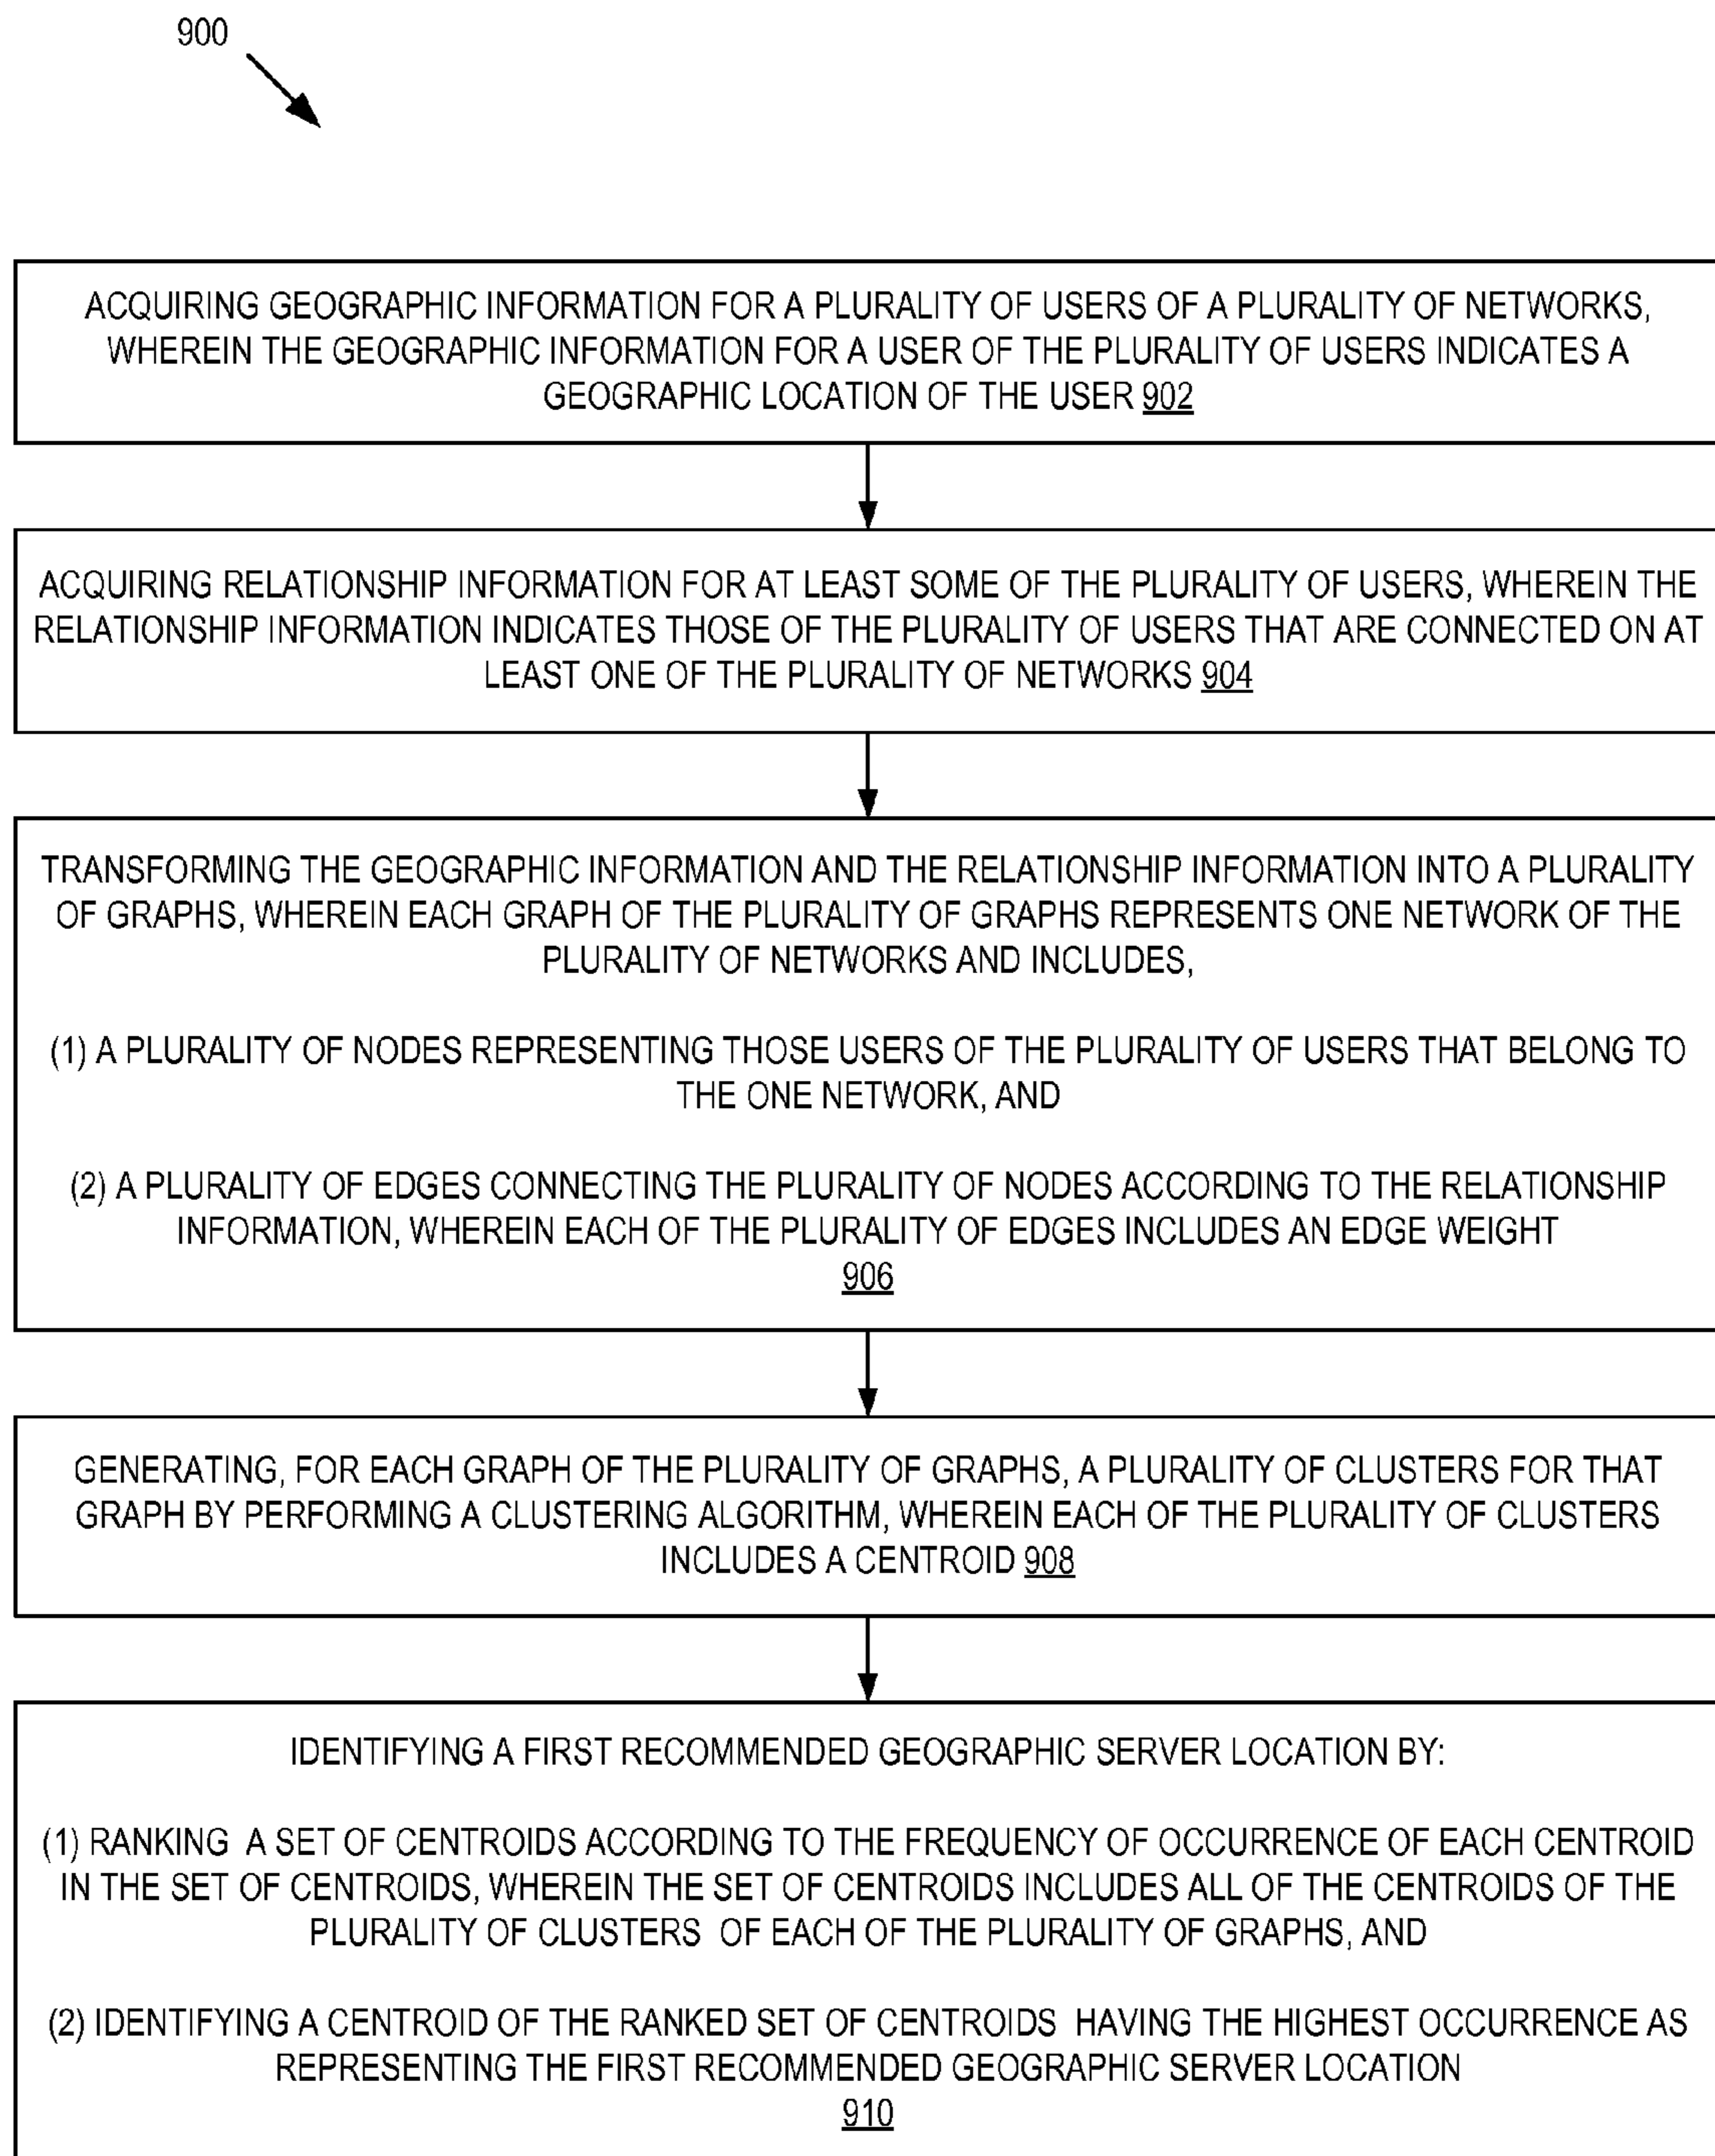 900
ACQUIRING GEOGRAPHIC INFORMATION FOR A PLURALITY OF USERS OF A PLURALITY OF NETWORKS,
WHEREIN THE GEOGRAPHIC INFORMATION FOR A USER OF THE PLURALITY OF USERS INDICATES A
GEOGRAPHIC LOCATION OF THE USER 902
ACQUIRING RELATIONSHIP INFORMATION FOR AT LEAST SOME OF THE PLURALITY OF USERS, WHEREIN THE
RELATIONSHIP INFORMATION INDICATES THOSE OF THE PLURALITY OF USERS THAT ARE CONNECTED ON AT
LEAST ONE OF THE PLURALITY OF NETWORKS 904
TRANSFORMING THE GEOGRAPHIC INFORMATION AND THE RELATIONSHIP INFORMATION INTO A PLURALITY
OF GRAPHS, WHEREIN EACH GRAPH OF THE PLURALITY OF GRAPHS REPRESENTS ONE NETWORK OF THE
PLURALITY OF NETWORKS AND INCLUDES,
(1) A PLURALITY OF NODES REPRESENTING THOSE USERS OF THE PLURALITY OF USERS THAT BELONG TO
THE ONE NETWORK, AND
(2) A PLURALITY OF EDGES CONNECTING THE PLURALITY OF NODES ACCORDING TO THE RELATIONSHIP
INFORMATION, WHEREIN EACH OF THE PLURALITY OF EDGES INCLUDES AN EDGE WEIGHT
906
GENERATING, FOR EACH GRAPH OF THE PLURALITY OF GRAPHS, A PLURALITY OF CLUSTERS FOR THAT
GRAPH BY PERFORMING A CLUSTERING ALGORITHM, WHEREIN EACH OF THE PLURALITY OF CLUSTERS
INCLUDES A CENTROID 908
IDENTIFYING A FIRST RECOMMENDED GEOGRAPHIC SERVER LOCATION BY:
(1) RANKING A SET OF CENTROIDS ACCORDING TO THE FREQUENCY OF OCCURRENCE OF EACH CENTROID
IN THE SET OF CENTROIDS, WHEREIN THE SET OF CENTROIDS INCLUDES ALL OF THE CENTROIDS OF THE
PLURALITY OF CLUSTERS OF EACH OF THE PLURALITY OF GRAPHS, AND
(2) IDENTIFYING A CENTROID OF THE RANKED SET OF CENTROIDS HAVING THE HIGHEST OCCURRENCE AS
REPRESENTING THE FIRST RECOMMENDED GEOGRAPHIC SERVER LOCATION
910